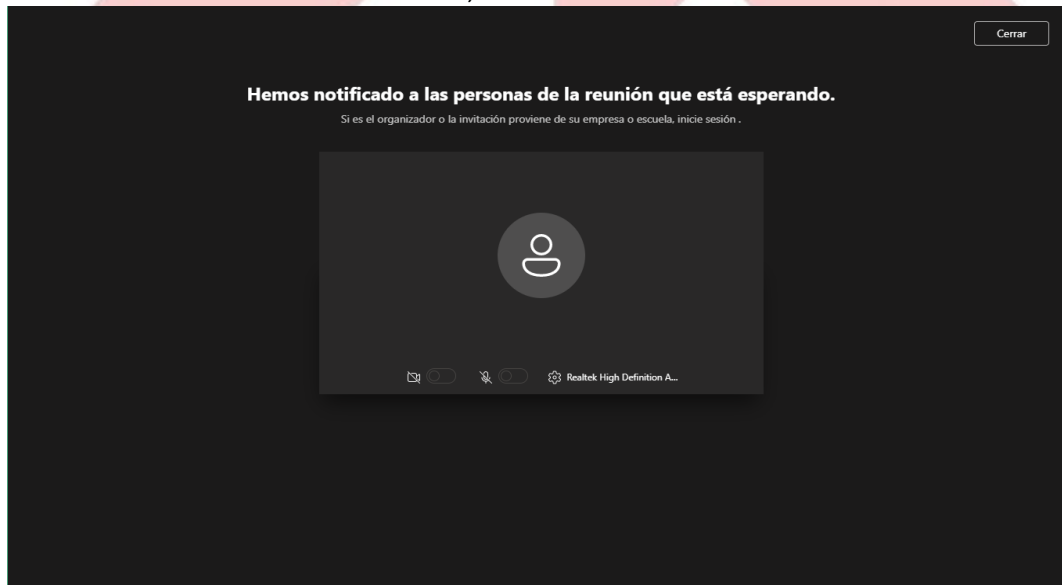 Cerrar
Hemos notificado a las personas de la reunión que está esperando.
Si es el organizador o la invitación proviene de su empresa o escuela, inicie sesión .
Realtek High Definition A...